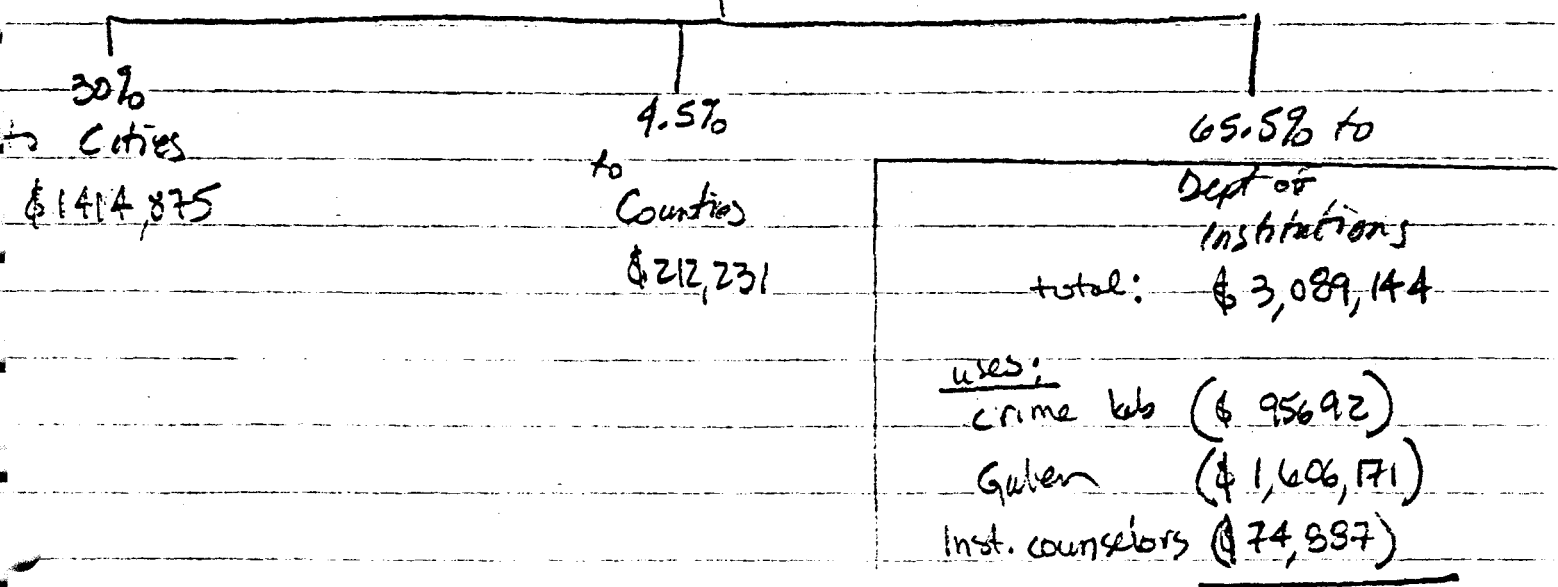 30%
to Cities
$1414,875
4.5%
to
Counties
$212,231
65.5% to
Dept of
Institutions
total: $3,089,144
uses:
crime lab ($ 95692)
Galen ($1,606,171)
Inst. counselors ($74,887)